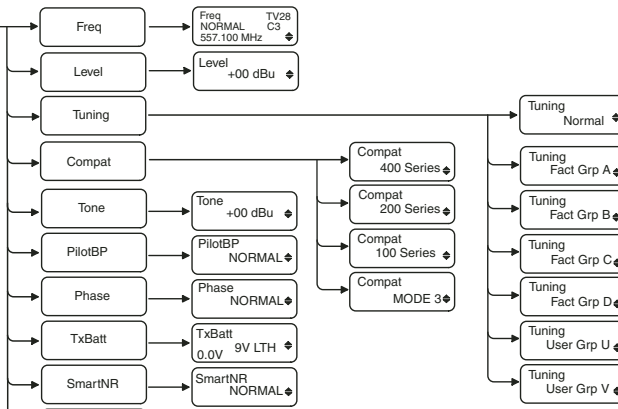 Freq
Freq TV28
NORMAL C3
557.100 MHz
Level
Level
+00 dBu
Tuning
Tuning
Normal
Tuning
Fact Grp A
Tuning
Fact Grp B
Tuning
Fact Grp C
Tuning
Fact Grp D
Tuning
User Grp U
Tuning
User Grp V
Compat
Compat
400 Series
Compat
200 Series
Compat
100 Series
Compat
MODE 3
Tone
Tone
+00 dBu
PilotBP
PilotBP
NORMAL
Phase
Phase
NORMAL
TxBatt
TxBatt
9V LTH
0.0V
SmartNR
SmartNR
NORMAL